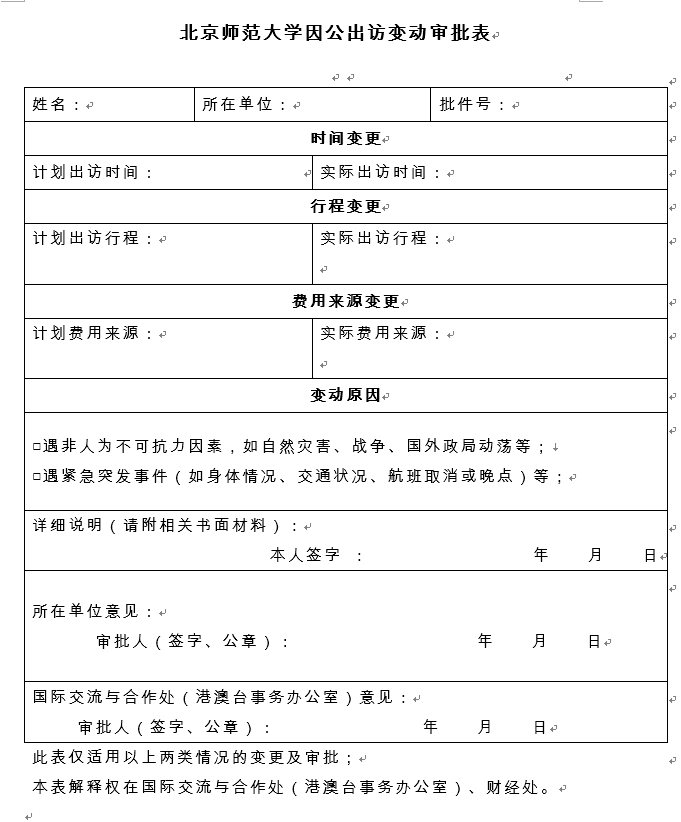 北京师范大学因公出访变动审批表
姓名： 所在单位： 批件号：
时间变更
计划出访时间： 实际出访时间：
行程变更
计划出访行程： 实际出访行程：
费用来源变更
计划费用来源： 实际费用来源：
变动原因
□遇非人为不可抗力因素，如自然灾害、战争、国外政局动荡等；
□遇紧急突发事件（如身体情况、交通状况、航班取消或晚点）等；
详细说明（请附相关书面材料）：
本人签字 ： 年 月 日
所在单位意见：
审批人（签字、公章）： 年 月 日
国际交流与合作处（港澳台事务办公室）意见：
审批人（签字、公章）： 年 月 日
此表仅适用以上两类情况的变更及审批；
本表解释权在国际交流与合作处（港澳台事务办公室）、财经处。